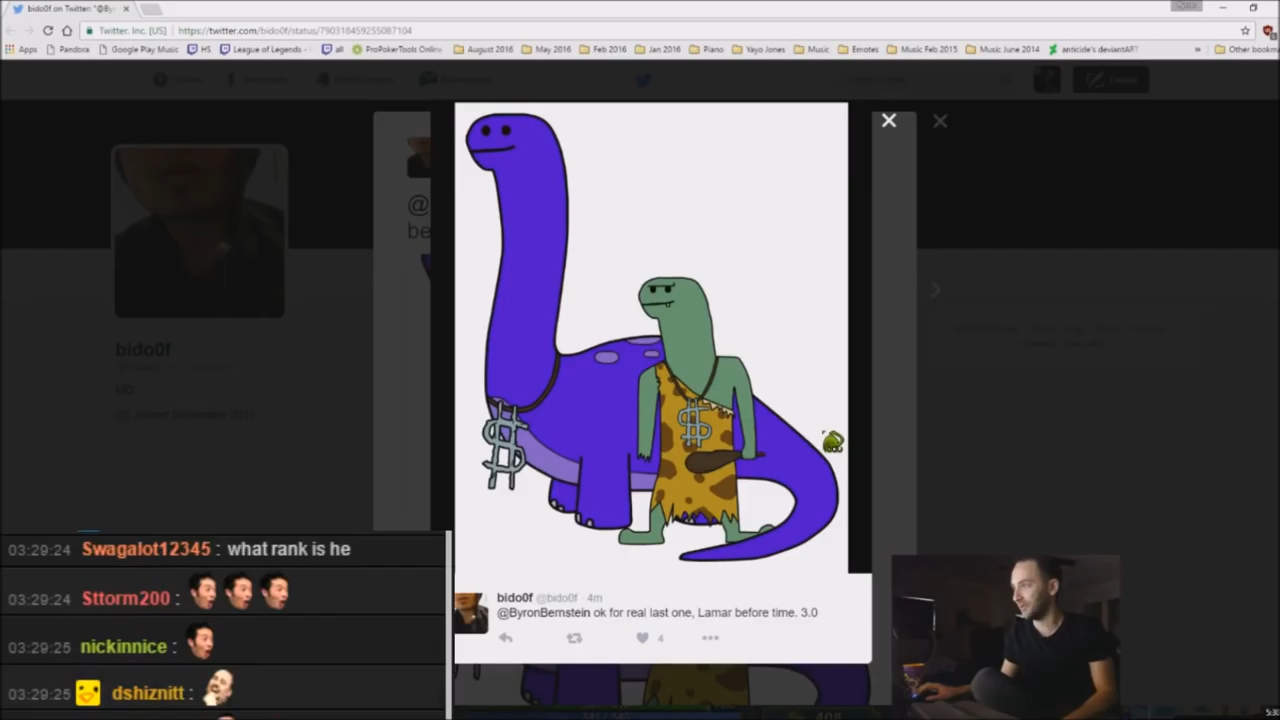 bido0f on Twitter: "@Byr
Twitter, Inc. [US]
https://twitter.com/bido0f/status/790318459255087104
Apps
Pandora
Google Play Music
HS
League of Legends -
all
ProPokerTools Online
August 2016
May 2016
Feb 2016
Jan 2016
Piano
Yayo Jones
Music
Emotes
Music Feb 2015
Music June 2014
anticide's deviantART
»
Other bookm
bido0f
@
be
$
$
bido0f @bido0f · 4m
@ByronBernstein ok for real last one, Lamar before time. 3.0
4
03:29:24 Swagalot12345 : what rank is he
03:29:24 Sttorm200 :
03:29:25 nickinnice :
03:29:25 dshiznitt :